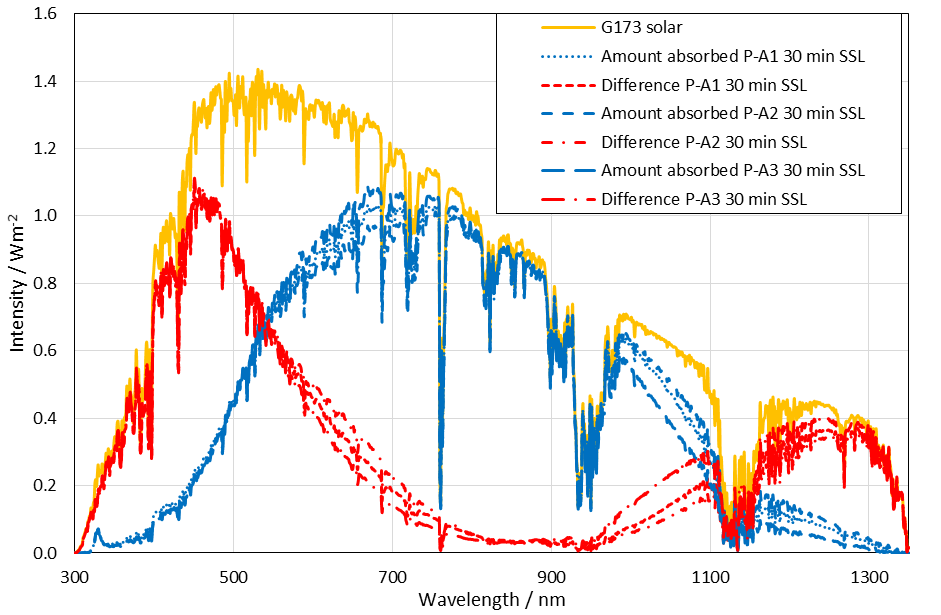 1.6
1.4
1.2
1.0
0.8
0.6
0.4
0.2
0.0
Intensity / Wm-2
G173 solar
Amount absorbed P-A1 30 min SSL
Difference P-A1 30 min SSL
Amount absorbed P-A2 30 min SSL
Difference P-A2 30 min SSL
Amount absorbed P-A3 30 min SSL
Difference P-A3 30 min SSL
300 500 700 900 1100 1300
Wavelength / nm